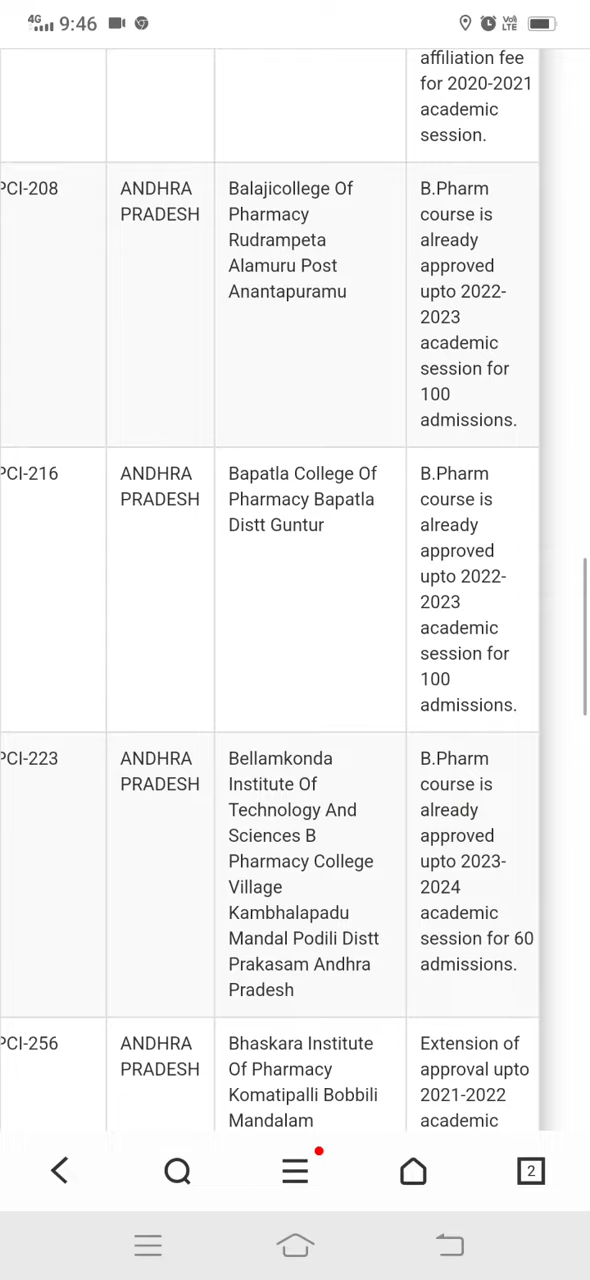 4G 9:46 VoI) LTE
affiliation fee
for 2020-2021
academic
session.
PCI-208
ANDHRA
PRADESH
Balajicollege Of
Pharmacy
Rudrampeta
Alamuru Post
Anantapuramu
B.Pharm
course is
already
approved
upto 2022-
2023
academic
session for
100
admissions.
PCI-216
ANDHRA
PRADESH
Bapatla College Of
Pharmacy Bapatla
Distt Guntur
B.Pharm
course is
already
approved
upto 2022-
2023
academic
session for
100
admissions.
PCI-223
ANDHRA
PRADESH
Bellamkonda
Institute Of
Technology And
Sciences B
Pharmacy College
Village
Kambhalapadu
Mandal Podili Distt
Prakasam Andhra
Pradesh
B.Pharm
course is
already
approved
upto 2023-
2024
academic
session for 60
admissions.
PCI-256
ANDHRA
PRADESH
Bhaskara Institute
Of Pharmacy
Komatipalli Bobbili
Mandalam
Extension of
approval upto
2021-2022
academic
2